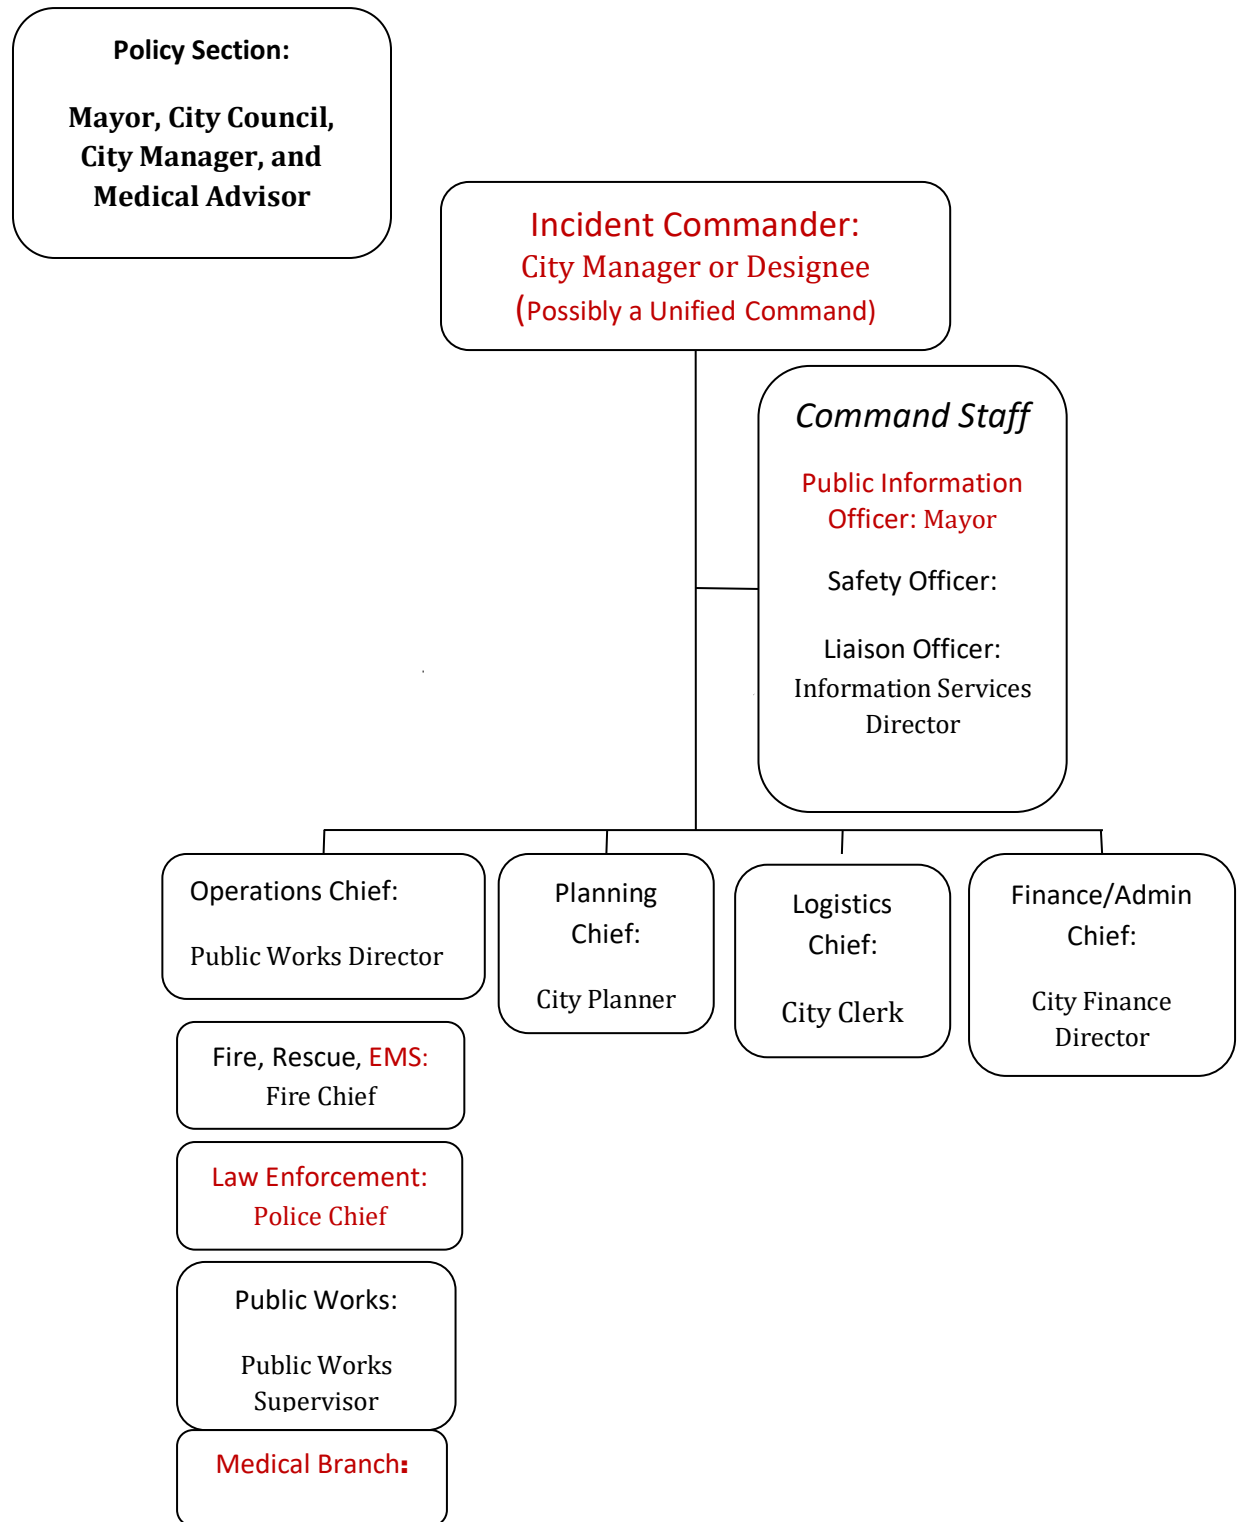 Policy Section:
Mayor, City Council,
City Manager, and
Medical Advisor
Incident Commander:
City Manager or Designee
(Possibly a Unified Command)
Command Staff
Public Information
Officer: Mayor
Safety Officer:
Liaison Officer:
Information Services
Director
Operations Chief:
Public Works Director
Planning
Chief:
City Planner
Logistics
Chief:
City Clerk
Finance/Admin
Chief:
City Finance
Director
Fire, Rescue, EMS:
Fire Chief
Law Enforcement:
Police Chief
Public Works:
Public Works
Supervisor
Medical Branch: